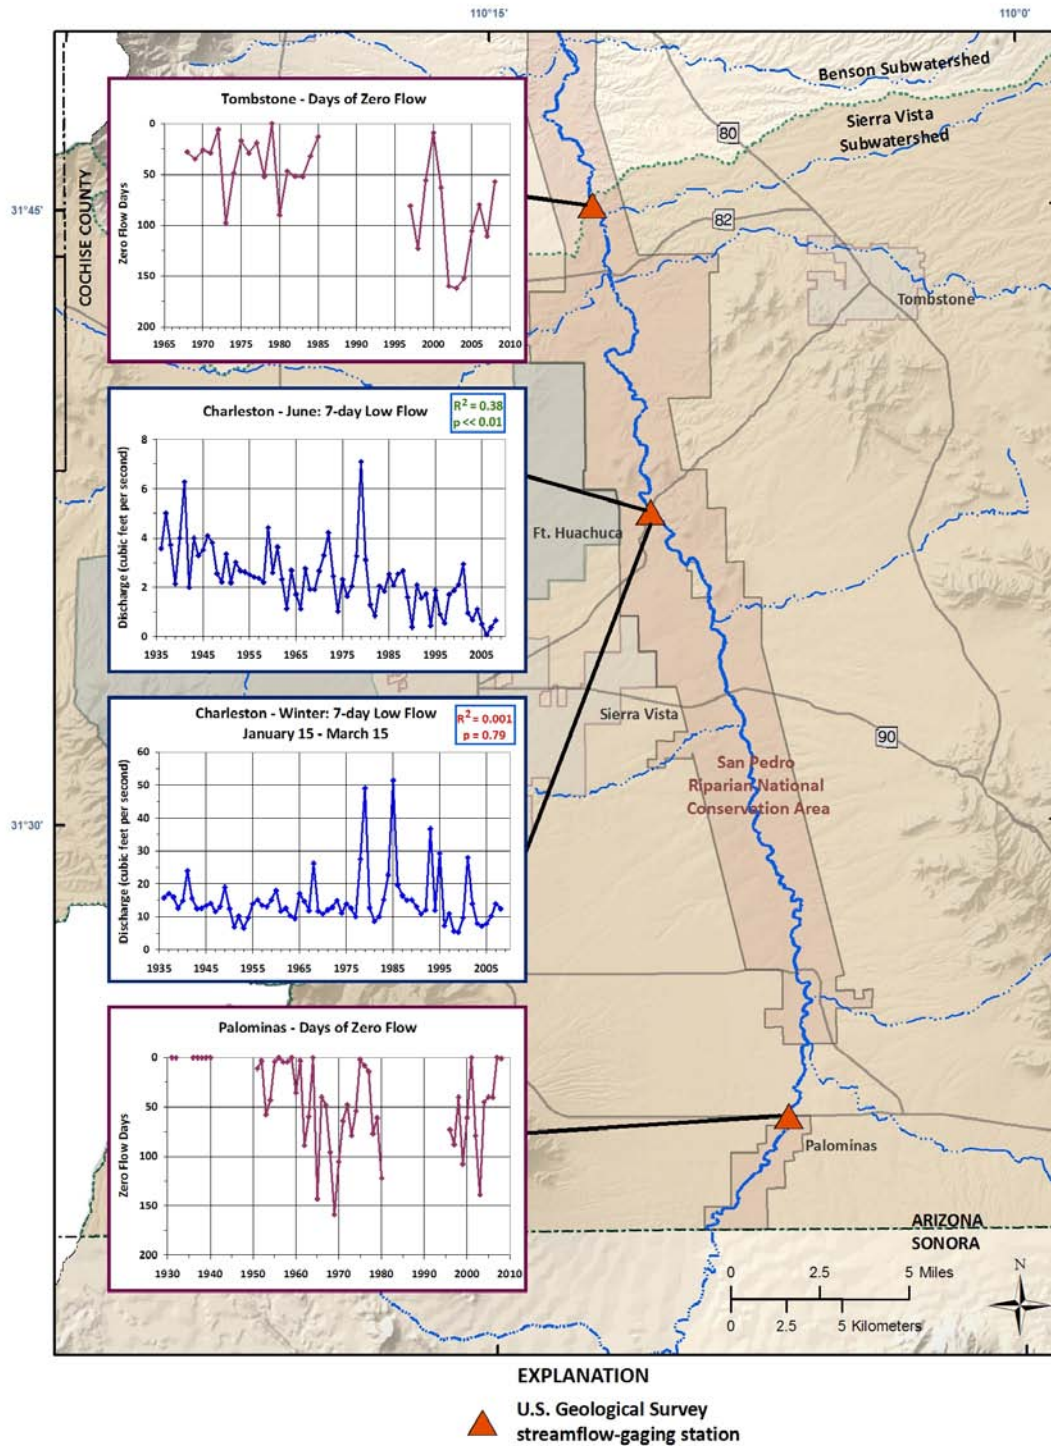 110°15'
110°0'
Benson Subwatershed
Sierra Vista
Subwatershed
80
82
31°45'
COCHISE COUNTY
Tombstone - Days of Zero Flow
Zero Flow Days
0
50
100
150
200
1965 1970 1975 1980 1985 1990 1995 2000 2005 2010
Tombstone
Charleston - June: 7-day Low Flow
R² = 0.38
p << 0.01
Discharge (cubic feet per second)
8
6
4
2
0
1935 1945 1955 1965 1975 1985 1995 2005
Ft. Huachuca
Charleston - Winter: 7-day Low Flow
January 15 - March 15
R² = 0.001
p = 0.79
Discharge (cubic feet per second)
60
50
40
30
20
10
0
1935 1945 1955 1965 1975 1985 1995 2005
Sierra Vista
90
San Pedro
Riparian National
Conservation Area
31°30'
Palominas - Days of Zero Flow
Zero Flow Days
0
50
100
150
200
1930 1940 1950 1960 1970 1980 1990 2000 2010
Palominas
ARIZONA
SONORA
0 2.5 5 Miles
0 2.5 5 Kilometers
N
EXPLANATION
U.S. Geological Survey
streamflow-gaging station